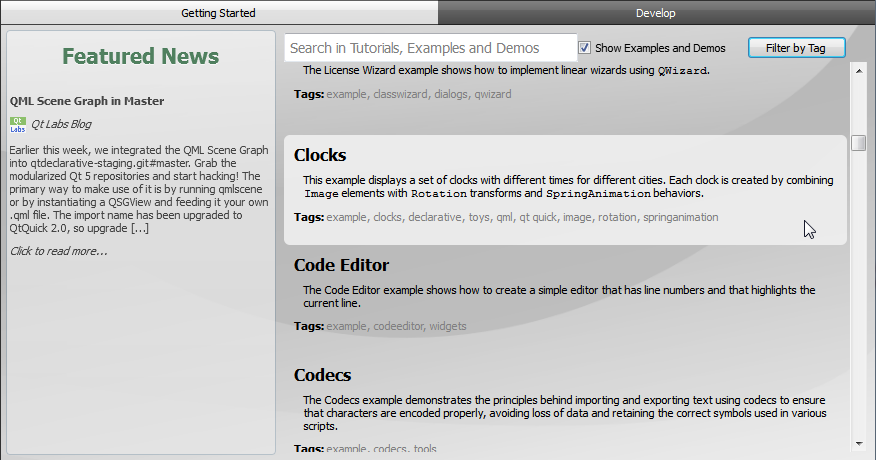 Getting Started
Develop
Featured News
QML Scene Graph in Master
Qt Labs
Qt Labs Blog
Earlier this week, we integrated the QML Scene Graph
into qtdeclarative-staging.git#master. Grab the
modularized Qt 5 repositories and start hacking! The
primary way to make use of it is by running qmlscene
or by instantiating a QSGView and feeding it your own
.qml file. The import name has been upgraded to
QtQuick 2.0, so upgrade [...]
Click to read more...
Search in Tutorials, Examples and Demos
Show Examples and Demos
Filter by Tag
The License Wizard example shows how to implement linear wizards using QWizard.
Tags: example, classwizard, dialogs, qwizard
Clocks
This example displays a set of clocks with different times for different cities. Each clock is created by combining
Image elements with Rotation transforms and SpringAnimation behaviors.
Tags: example, clocks, declarative, toys, qml, qt quick, image, rotation, springanimation
Code Editor
The Code Editor example shows how to create a simple editor that has line numbers and that highlights the
current line.
Tags: example, codeeditor, widgets
Codecs
The Codecs example demonstrates the principles behind importing and exporting text using codecs to ensure
that characters are encoded properly, avoiding loss of data and retaining the correct symbols used in various
scripts.
Tags: example, codecs, tools